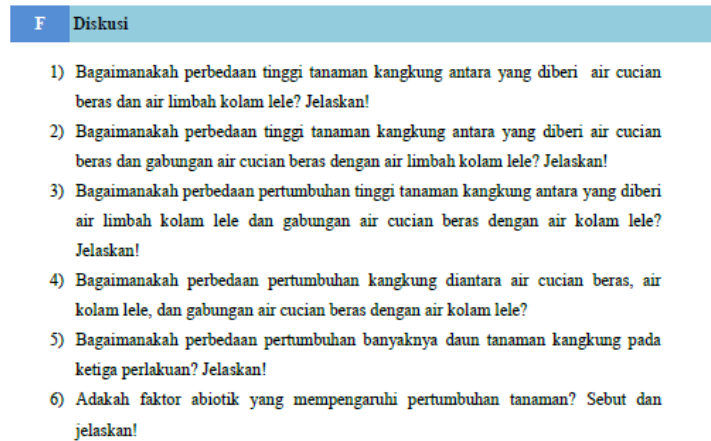 F Diskusi
1) Bagaimanakah perbedaan tinggi tanaman kangkung antara yang diberi air cucian
beras dan air limbah kolam lele? Jelaskan!
2) Bagaimanakah perbedaan tinggi tanaman kangkung antara yang diberi air cucian
beras dan gabungan air cucian beras dengan air limbah kolam lele? Jelaskan!
3) Bagaimanakah perbedaan pertumbuhan tinggi tanaman kangkung antara yang diberi
air limbah kolam lele dan gabungan air cucian beras dengan air kolam lele?
Jelaskan!
4) Bagaimanakah perbedaan pertumbuhan kangkung diantara air cucian beras, air
kolam lele, dan gabungan air cucian beras dengan air kolam lele?
5) Bagaimanakah perbedaan pertumbuhan banyaknya daun tanaman kangkung pada
ketiga perlakuan? Jelaskan!
6) Adakah faktor abiotik yang mempengaruhi pertumbuhan tanaman? Sebut dan
jelaskan!